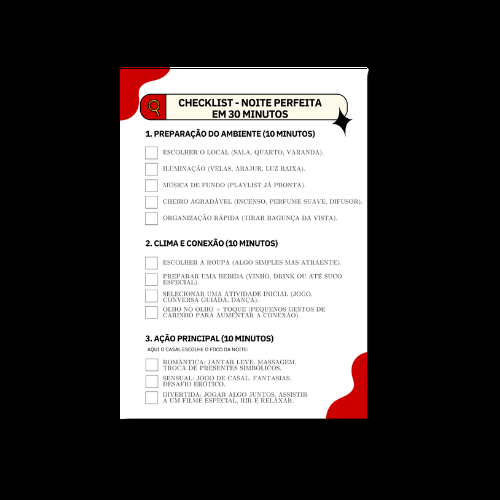 CHECKLIST - NOITE PERFEITA
EM 30 MINUTOS
1. PREPARAÇÃO DO AMBIENTE (10 MINUTOS)
ESCOLHER O LOCAL (SALA, QUARTO, VARANDA).
ILUMINAÇÃO (VELAS, ABAJUR, LUZ BAIXA).
MÚSICA DE FUNDO (PLAYLIST JÁ PRONTA).
CHEIRO AGRADÁVEL (INCENSO, PERFUME SUAVE, DIFUSOR).
ORGANIZAÇÃO RÁPIDA (TIRAR BAGUNÇA DA VISTA).
2. CLIMA E CONEXÃO (10 MINUTOS)
ESCOLHER A ROUPA (ALGO SIMPLES MAS ATRAENTE).
PREPARAR UMA BEBIDA (VINHO, DRINK OU ATÉ SUCO
ESPECIAL).
SELECIONAR UMA ATIVIDADE INICIAL (JOGO,
CONVERSA GUIADA, DANÇA).
OLHO NO OLHO + TOQUE (PEQUENOS GESTOS DE
CARINHO PARA AUMENTAR A CONEXÃO).
3. AÇÃO PRINCIPAL (10 MINUTOS)
AQUI O CASAL ESCOLHE O FOCO DA NOITE:
ROMÂNTICA: JANTAR LEVE, MASSAGEM,
TROCA DE PRESENTES SIMBÓLICOS.
SENSUAL: JOGO DE CASAL, FANTASIAS,
DESAFIO ERÓTICO.
DIVERTIDA: JOGAR ALGO JUNTOS, ASSISTIR
A UM FILME ESPECIAL, RIR E RELAXAR.